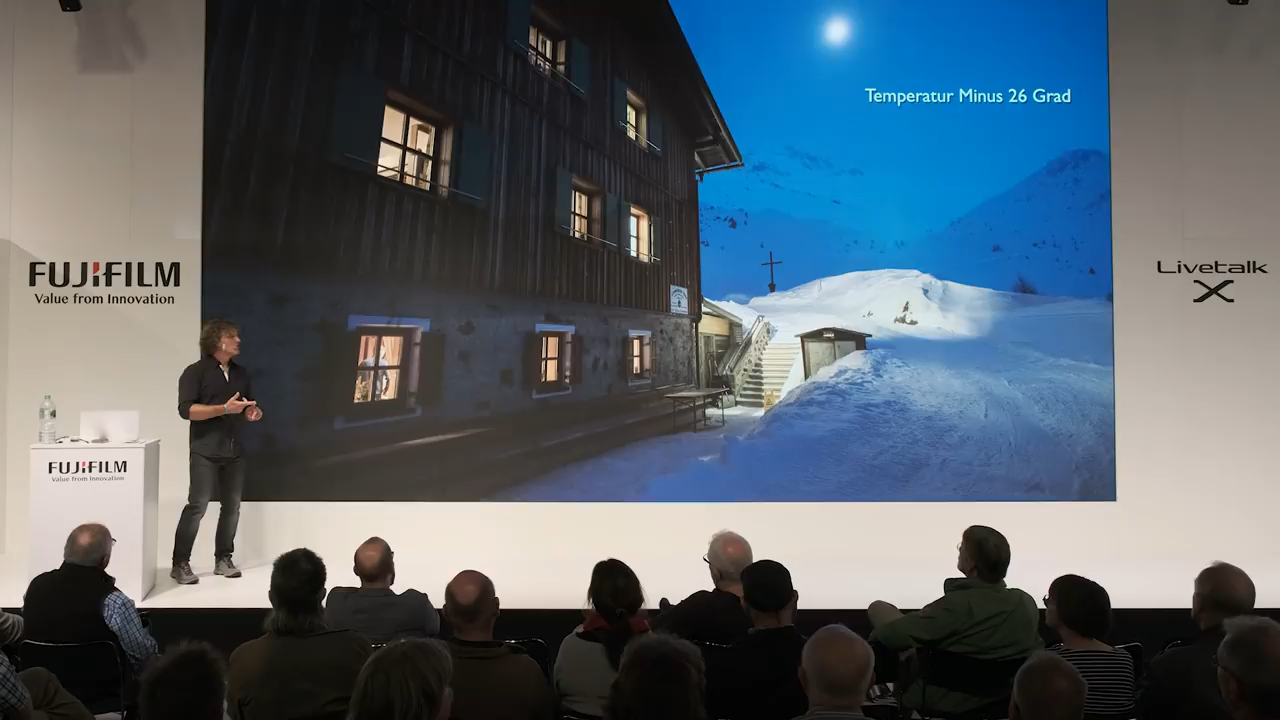 Temperatur Minus 26 Grad
FUJIFILM
Value from Innovation
Livetalk
X
FUJIFILM
Value from Innovation